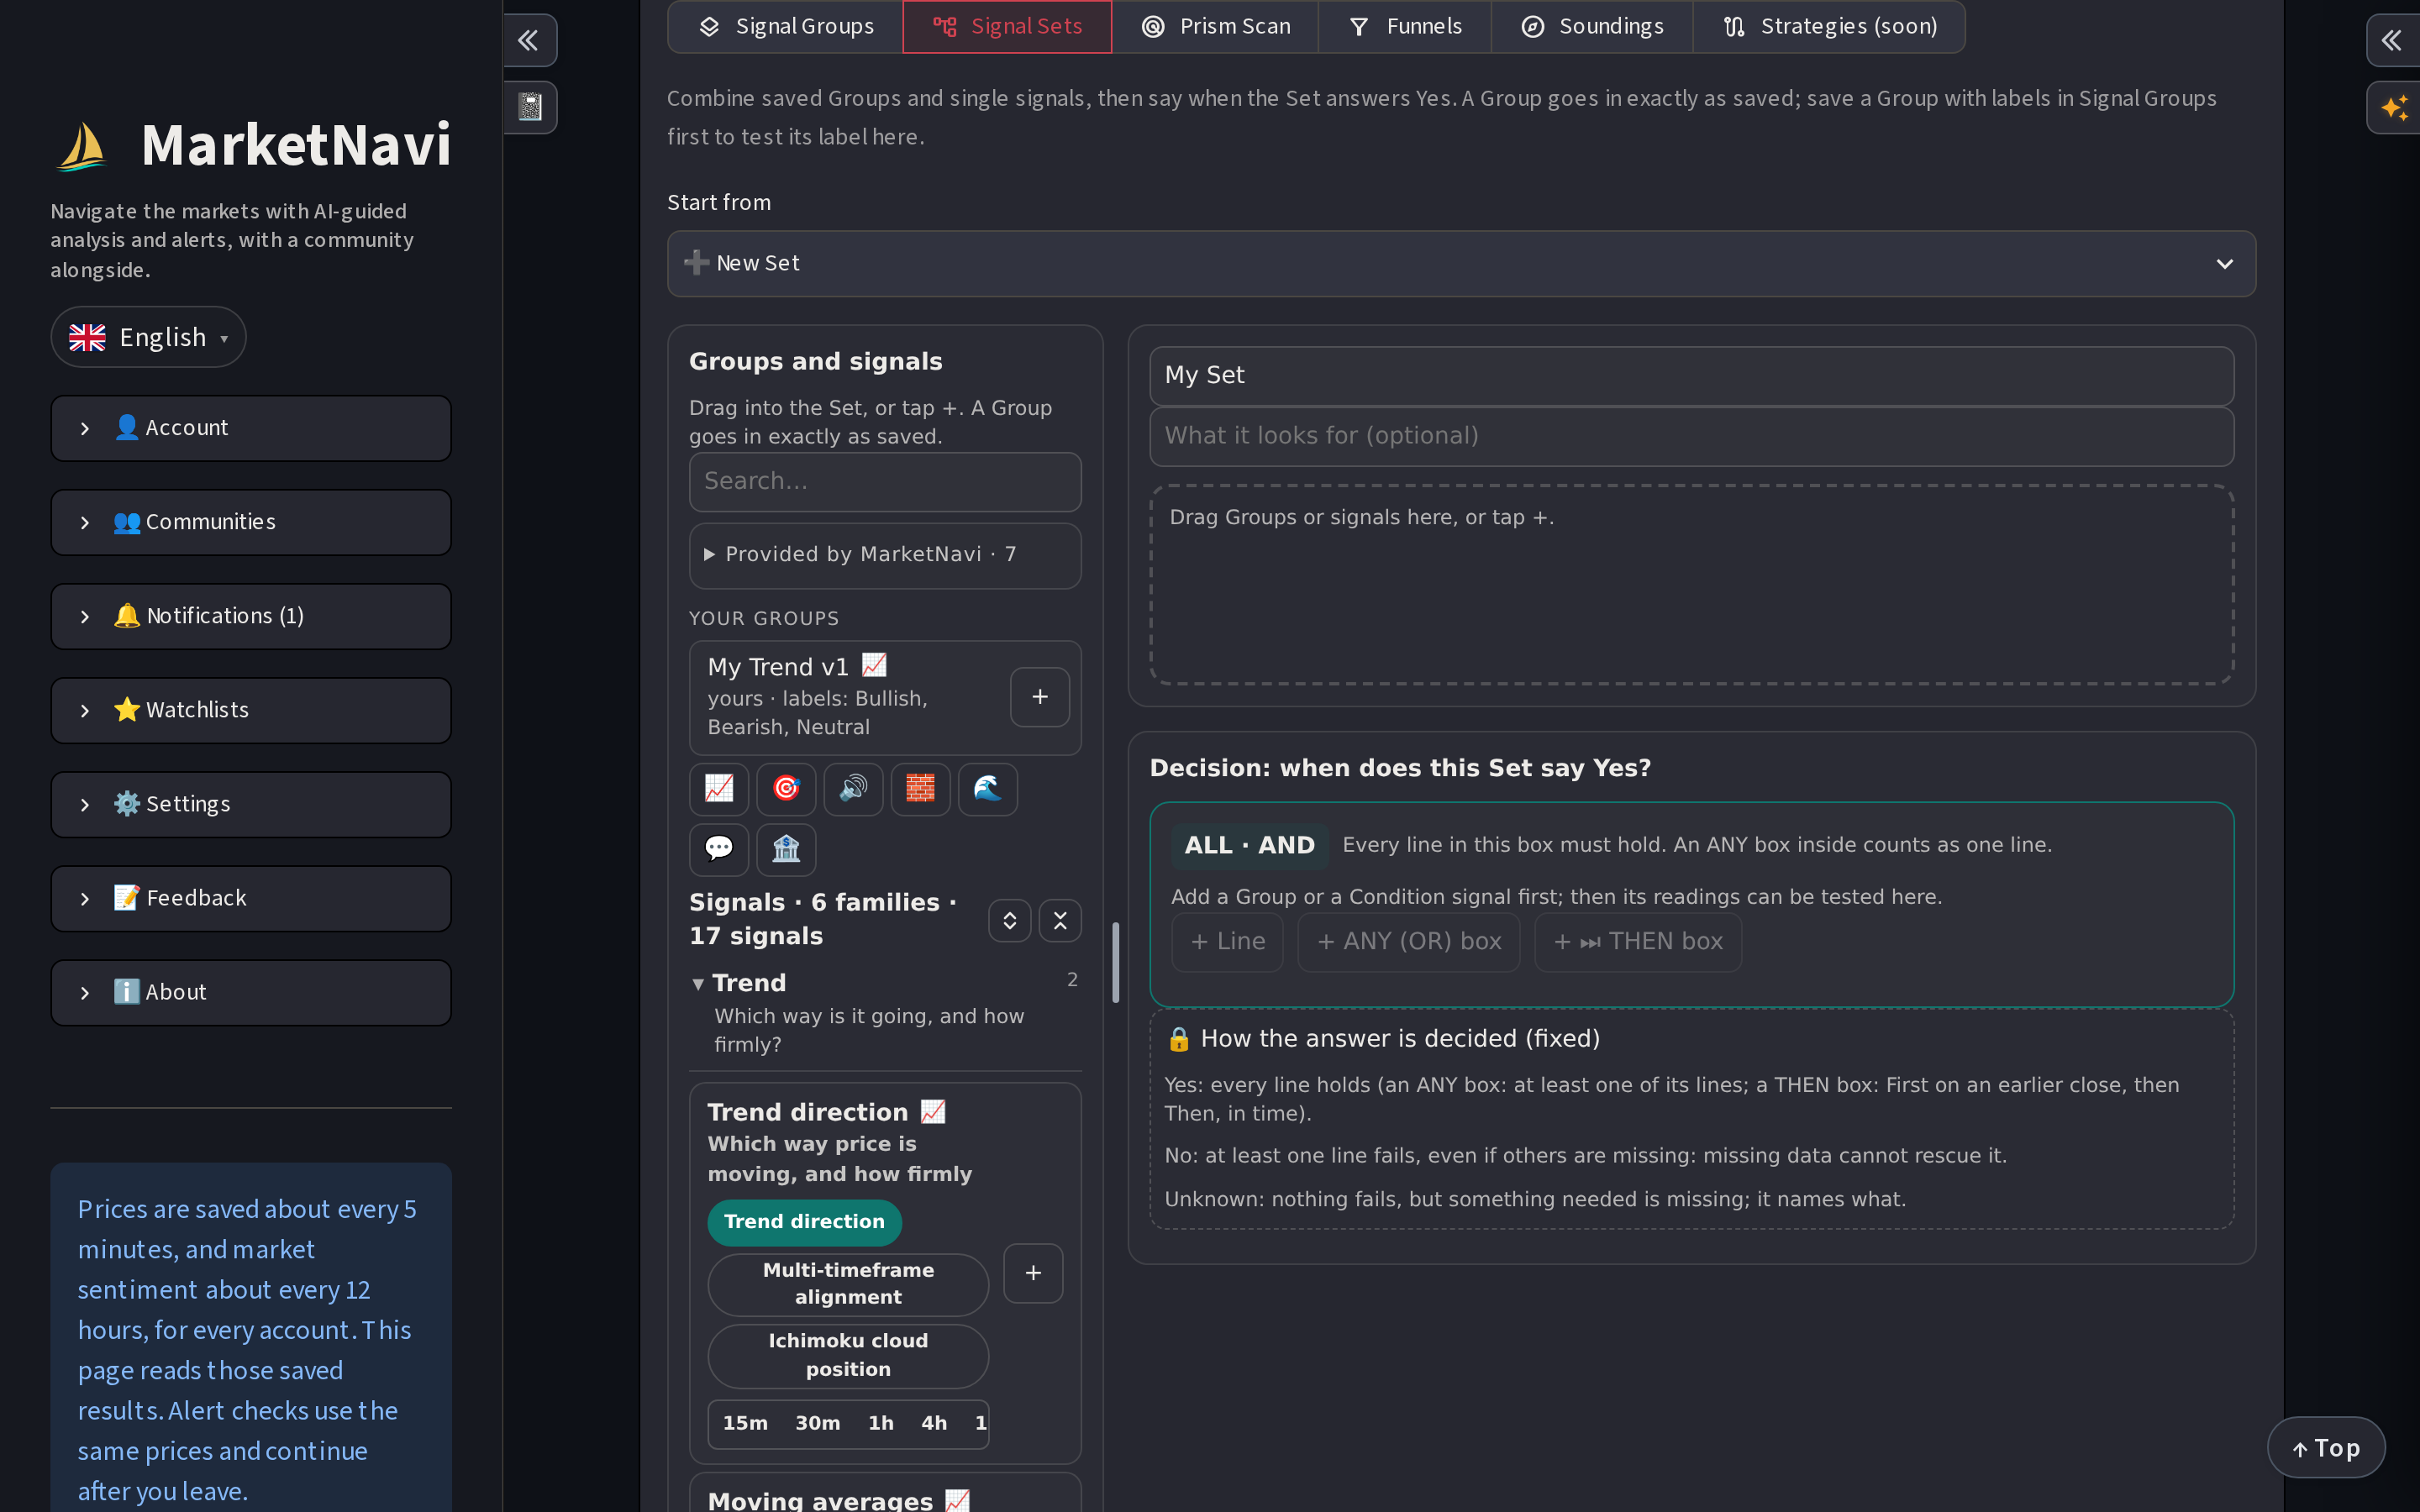 MarketNavi
Navigate the markets with AI-guided
analysis and alerts, with a community
alongside.
English
Account
Communities
Notifications (1)
Watchlists
Settings
Feedback
About
Prices are saved about every 5
minutes, and market
sentiment about every 12
hours, for every account. This
page reads those saved
results. Alert checks use the
same prices and continue
after you leave.
Signal Groups
Signal Sets
Prism Scan
Funnels
Soundings
Strategies (soon)
Combine saved Groups and single signals, then say when the Set answers Yes. A Group goes in exactly as saved; save a Group with labels in Signal Groups
first to test its label here.
Start from
New Set
Groups and signals
Drag into the Set, or tap +. A Group
goes in exactly as saved.
Search...
Provided by MarketNavi · 7
YOUR GROUPS
My Trend v1
yours · labels: Bullish,
Bearish, Neutral
+
Signals · 6 families ·
17 signals
Trend
2
Which way is it going, and how
firmly?
Trend direction
Which way price is
moving, and how firmly
Trend direction
Multi-timeframe
alignment
+
Ichimoku cloud
position
15m 30m 1h 4h 1
Moving averages
My Set
What it looks for (optional)
Drag Groups or signals here, or tap +.
Decision: when does this Set say Yes?
ALL · AND
Every line in this box must hold. An ANY box inside counts as one line.
Add a Group or a Condition signal first; then its readings can be tested here.
+ Line
+ ANY (OR) box
+ ⏭ THEN box
How the answer is decided (fixed)
Yes: every line holds (an ANY box: at least one of its lines; a THEN box: First on an earlier close, then
Then, in time).
No: at least one line fails, even if others are missing: missing data cannot rescue it.
Unknown: nothing fails, but something needed is missing; it names what.
↑ Top